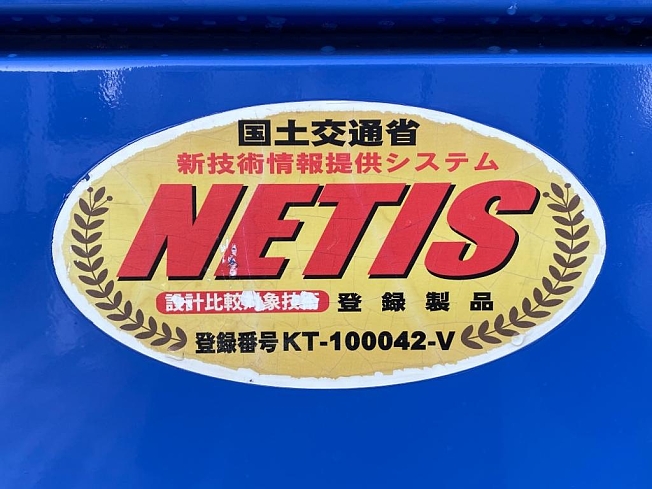 国土交通省
新技術情報提供システム
NETIS
設計比較対象技術 登録製品
登録番号KT-100042-V